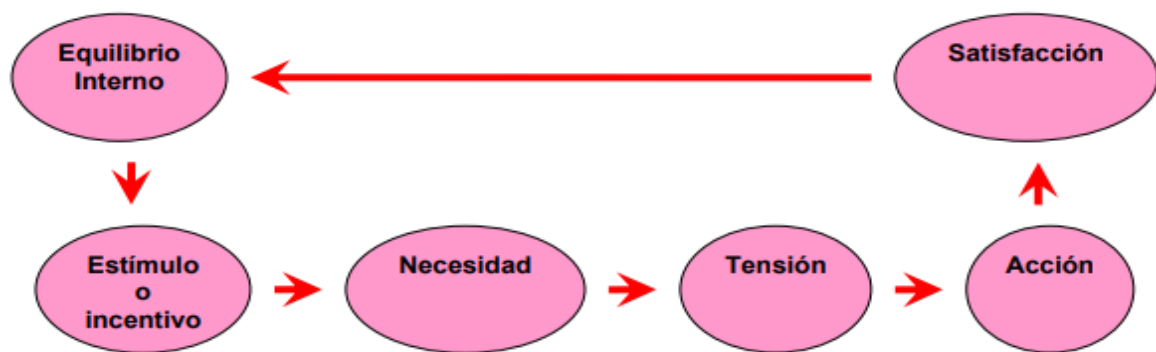 Equilibrio
Interno
Satisfacción
Estímulo
o
incentivo
Necesidad
Tensión
Acción